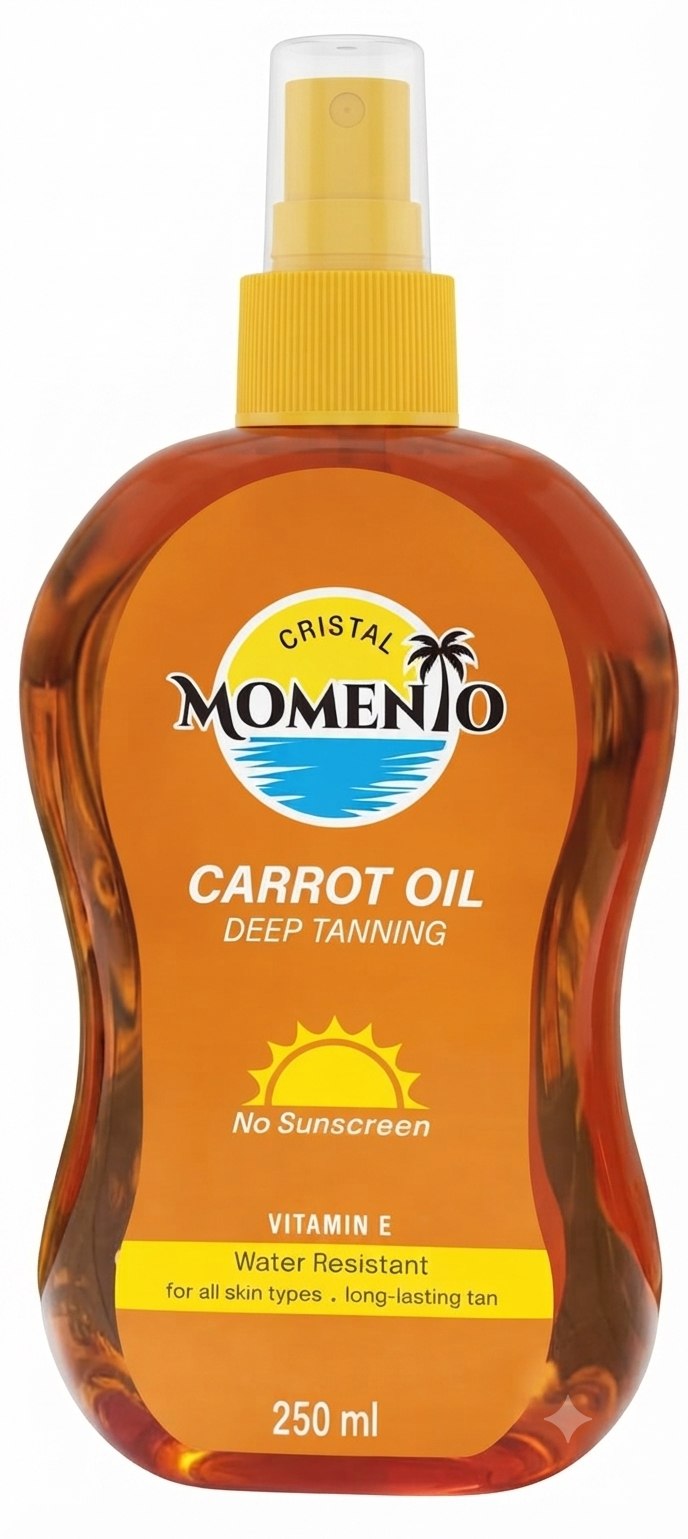 CRISTAL
MOMENTO
CARROT OIL
DEEP TANNING
No Sunscreen
VITAMIN E
Water Resistant
for all skin types . long-lasting tan
250 ml